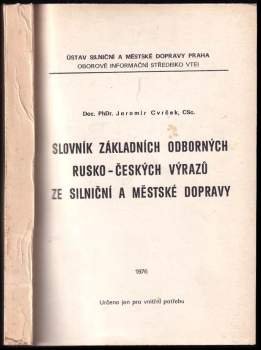 ÚSTAV SILNIČNÍ A MĚSTSKÉ DOPRAVY PRAHA
OBOROVÉ INFORMAČNÍ STŘEDISKO VTEI
Doc. PhDr. Jaromír Cvrček, CSc.
SLOVNÍK ZÁKLADNÍCH ODBORNÝCH
RUSKO-ČESKÝCH VÝRAZŮ
ZE SILNIČNÍ A MĚSTSKÉ DOPRAVY
1976
Určeno jen pro vnitřní potřebu